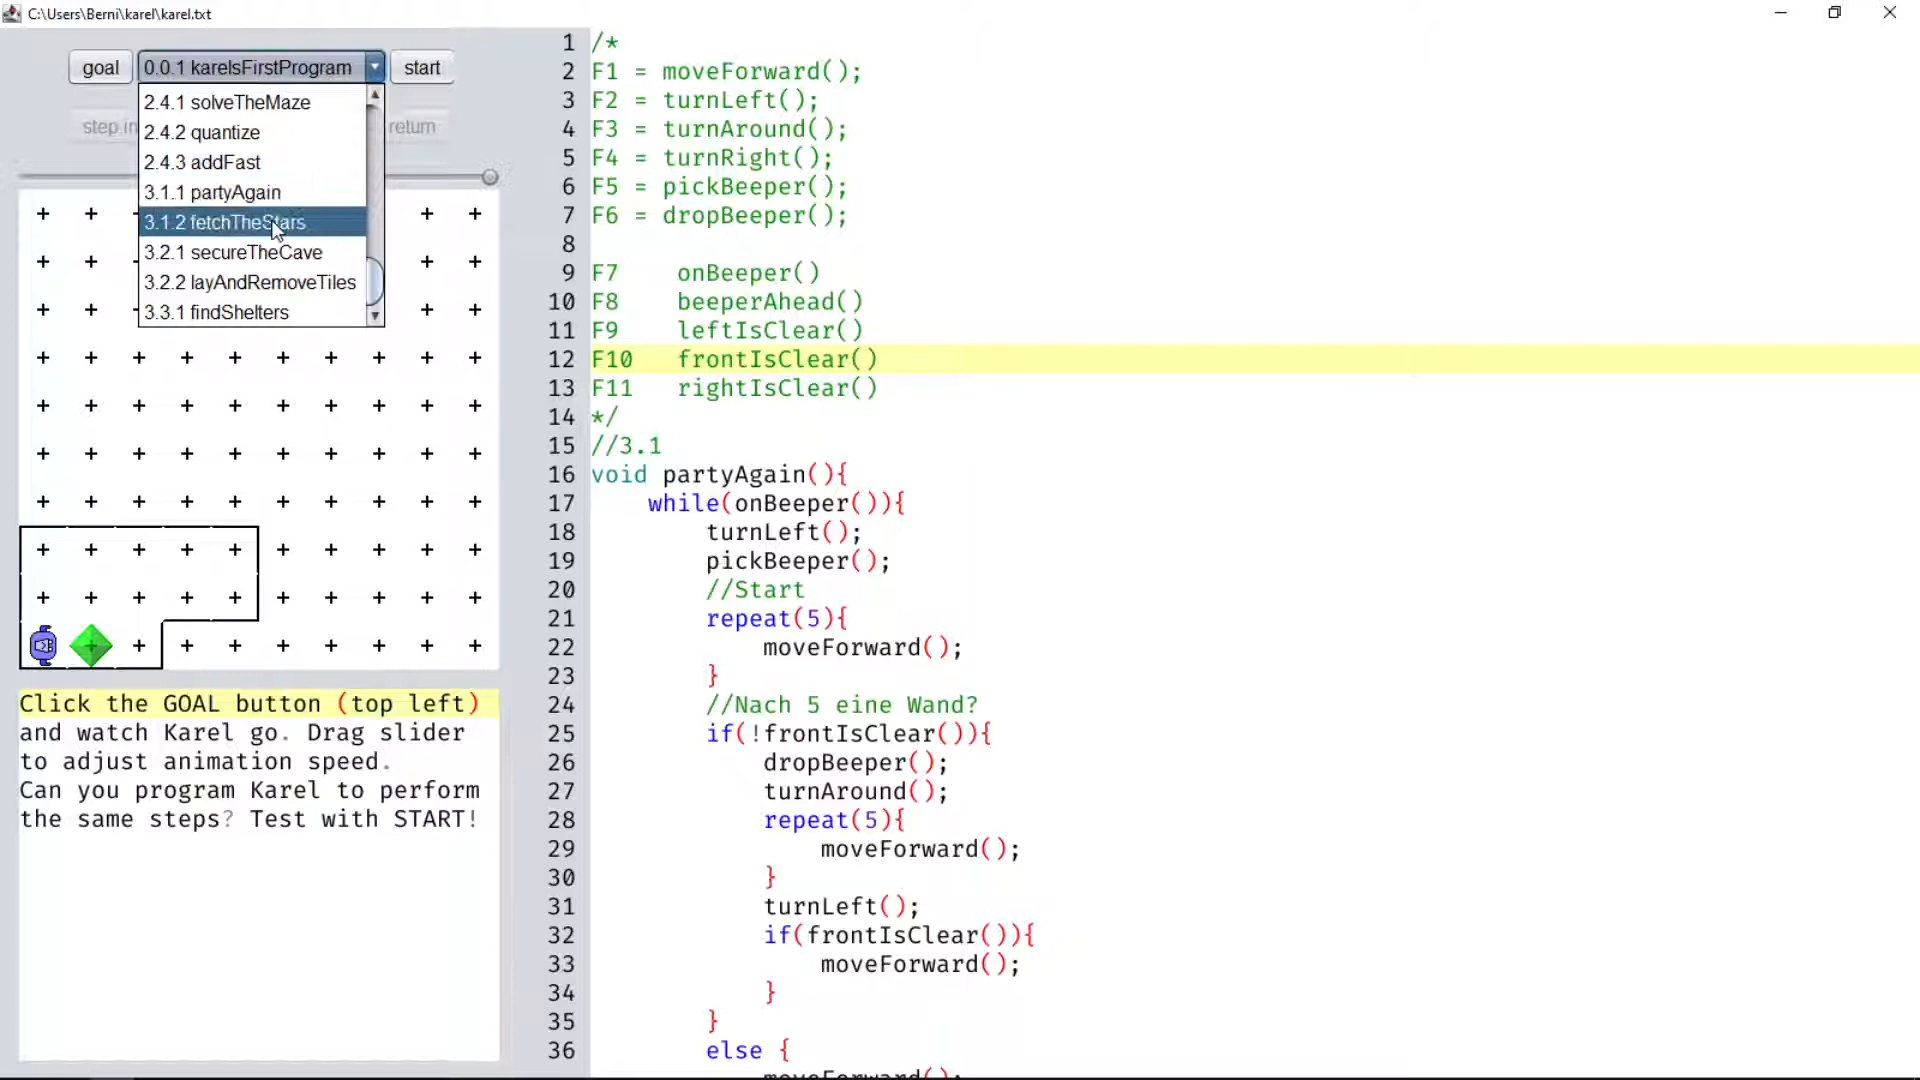 C:\Users\Berni\karel\karel.txt
goal
0.0.1 karelsFirstProgram
start
step in
return
2.4.1 solveTheMaze
2.4.2 quantize
2.4.3 addFast
3.1.1 partyAgain
3.1.2 fetchTheStars
3.2.1 secureTheCave
3.2.2 layAndRemoveTiles
3.3.1 findShelters
Click the GOAL button (top left)
and watch Karel go. Drag slider
to adjust animation speed.
Can you program Karel to perform
the same steps? Test with START!
1 /*
2 F1 = moveForward();
3 F2 = turnLeft();
4 F3 = turnAround();
5 F4 = turnRight();
6 F5 = pickBeeper();
7 F6 = dropBeeper();
8
9 F7 onBeeper()
10 F8 beeperAhead()
11 F9 leftIsClear()
12 F10 frontIsClear()
13 F11 rightIsClear()
14 */
15 //3.1
16 void partyAgain(){
17 while(onBeeper()){
18 turnLeft();
19 pickBeeper();
20 //Start
21 repeat(5){
22 moveForward();
23 }
24 //Nach 5 eine Wand?
25 if(!frontIsClear()){
26 dropBeeper();
27 turnAround();
28 repeat(5){
29 moveForward();
30 }
31 turnLeft();
32 if(frontIsClear()){
33 moveForward();
34 }
35 }
36 else {
moveForward();